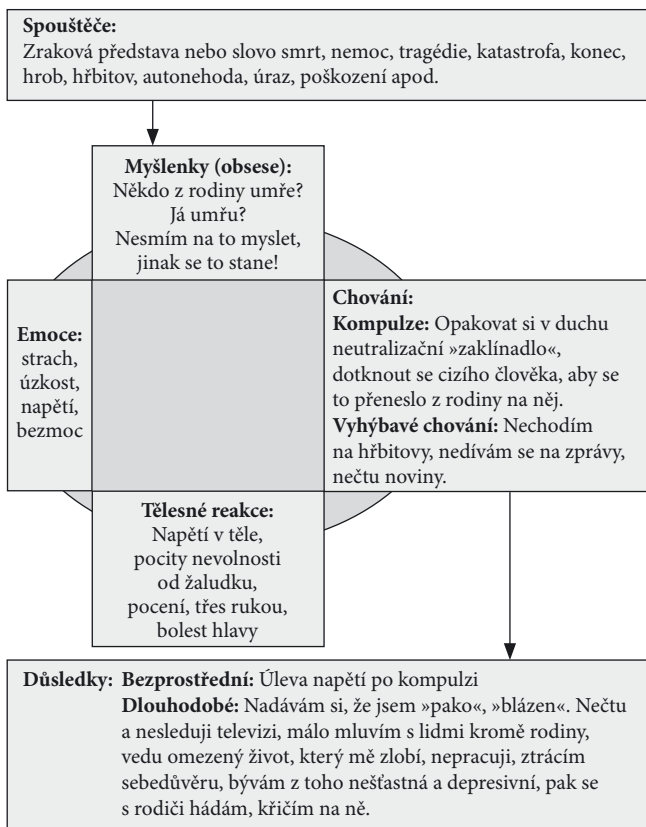 Spouštěče:
Zraková představa nebo slovo smrt, nemoc, tragédie, katastrofa, konec,
hrob, hřbitov, autonehoda, úraz, poškození apod.
Myšlenky (obsese):
Někdo z rodiny umře?
Já umřu?
Nesmím na to myslet,
jinak se to stane!
Emoce:
strach,
úzkost,
napětí,
bezmoc
Chování:
Kompulze: Opakovat si v duchu
neutralizační »zaklínadlo«,
dotknout se cizího člověka, aby se
to přeneslo z rodiny na něj.
Vyhýbavé chování: Nechodím
na hřbitovy, nedívám se na zprávy,
nečtu noviny.
Tělesné reakce:
Napětí v těle,
pocity nevolnosti
od žaludku,
pocení, třes rukou,
bolest hlavy
Důsledky: Bezprostřední: Úleva napětí po kompulzi
Dlouhodobé: Nadávám si, že jsem »pako«, »blázen«. Nečtu
a nesleduji televizi, málo mluvím s lidmi kromě rodiny,
vedu omezený život, který mě zlobí, nepracuji, ztrácím
sebedůvěru, bývám z toho nešťastná a depresivní, pak se
s rodiči hádám, křičím na ně.